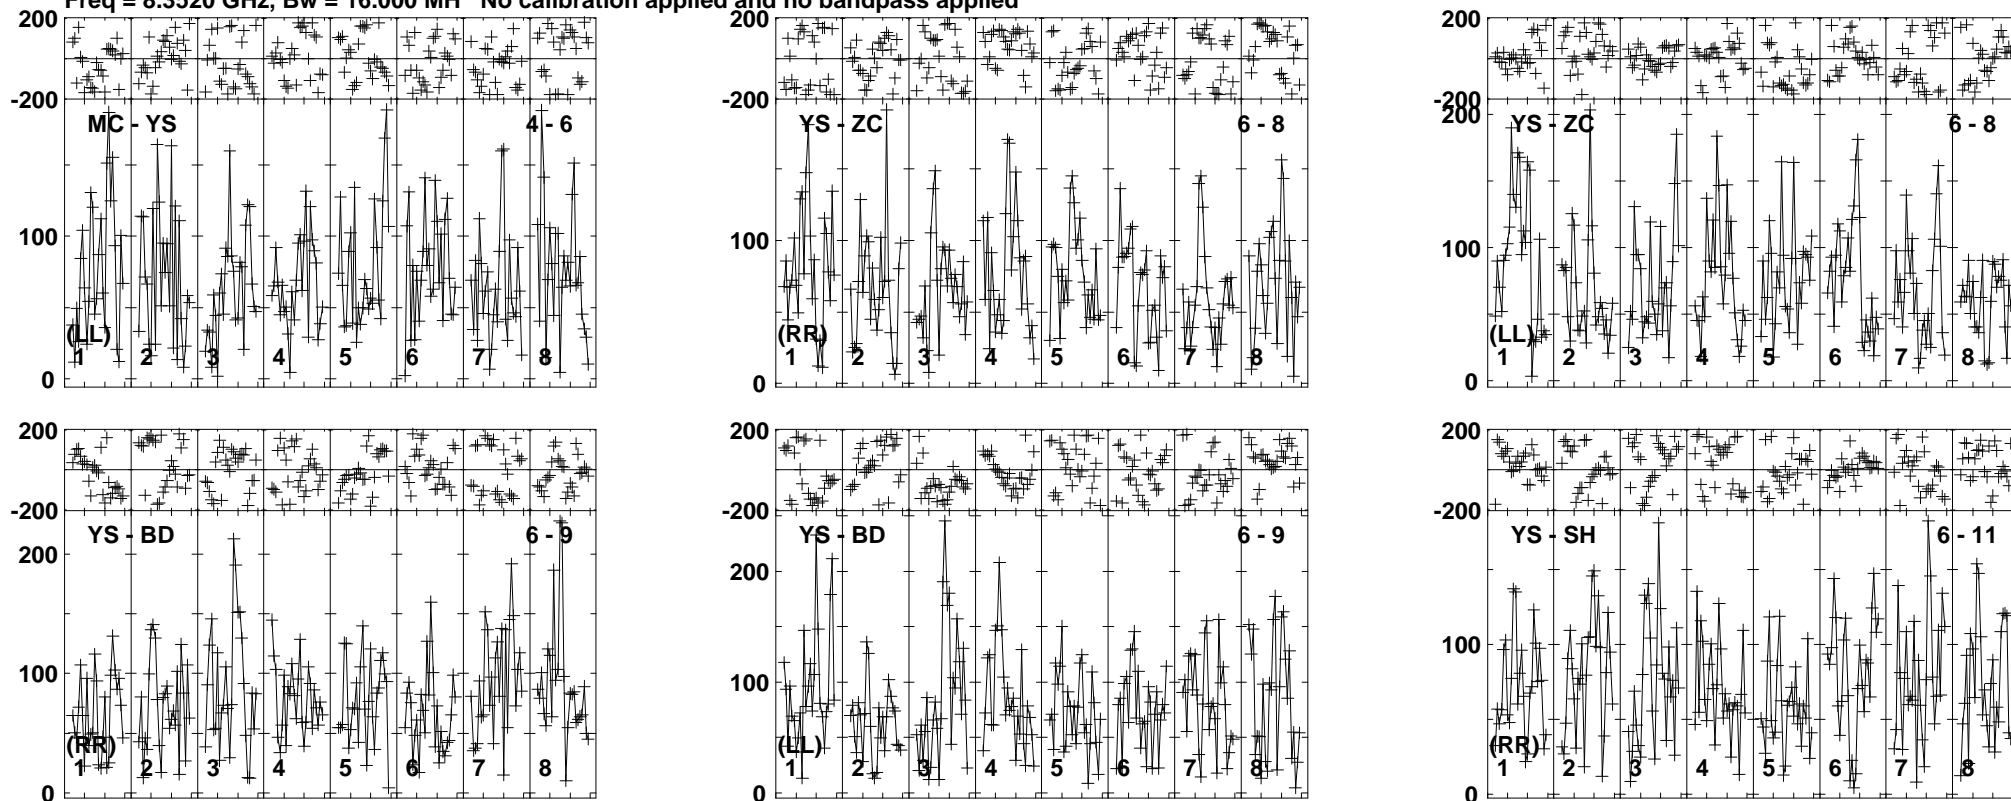 Freq = 8.3520 GHz, Bw = 16.000 MH No calibration applied and no bandpass applied
200
-200
MC - YS
4 - 6
100
(LL)
1 2 3 4 5 6 7 8
0
200
-200
YS - ZC
6 - 8
100
(RR)
1 2 3 4 5 6 7 8
0
200
-200
200
YS - ZC
6 - 8
100
(LL)
1 2 3 4 5 6 7 8
0
200
-200
YS - BD
6 - 9
200
100
(RR)
1 2 3 4 5 6 7 8
0
200
-200
YS - BD
6 - 9
200
100
(LL)
1 2 3 4 5 6 7 8
0
200
-200
YS - SH
6 - 11
100
(RR)
1 2 3 4 5 6 7 8
0